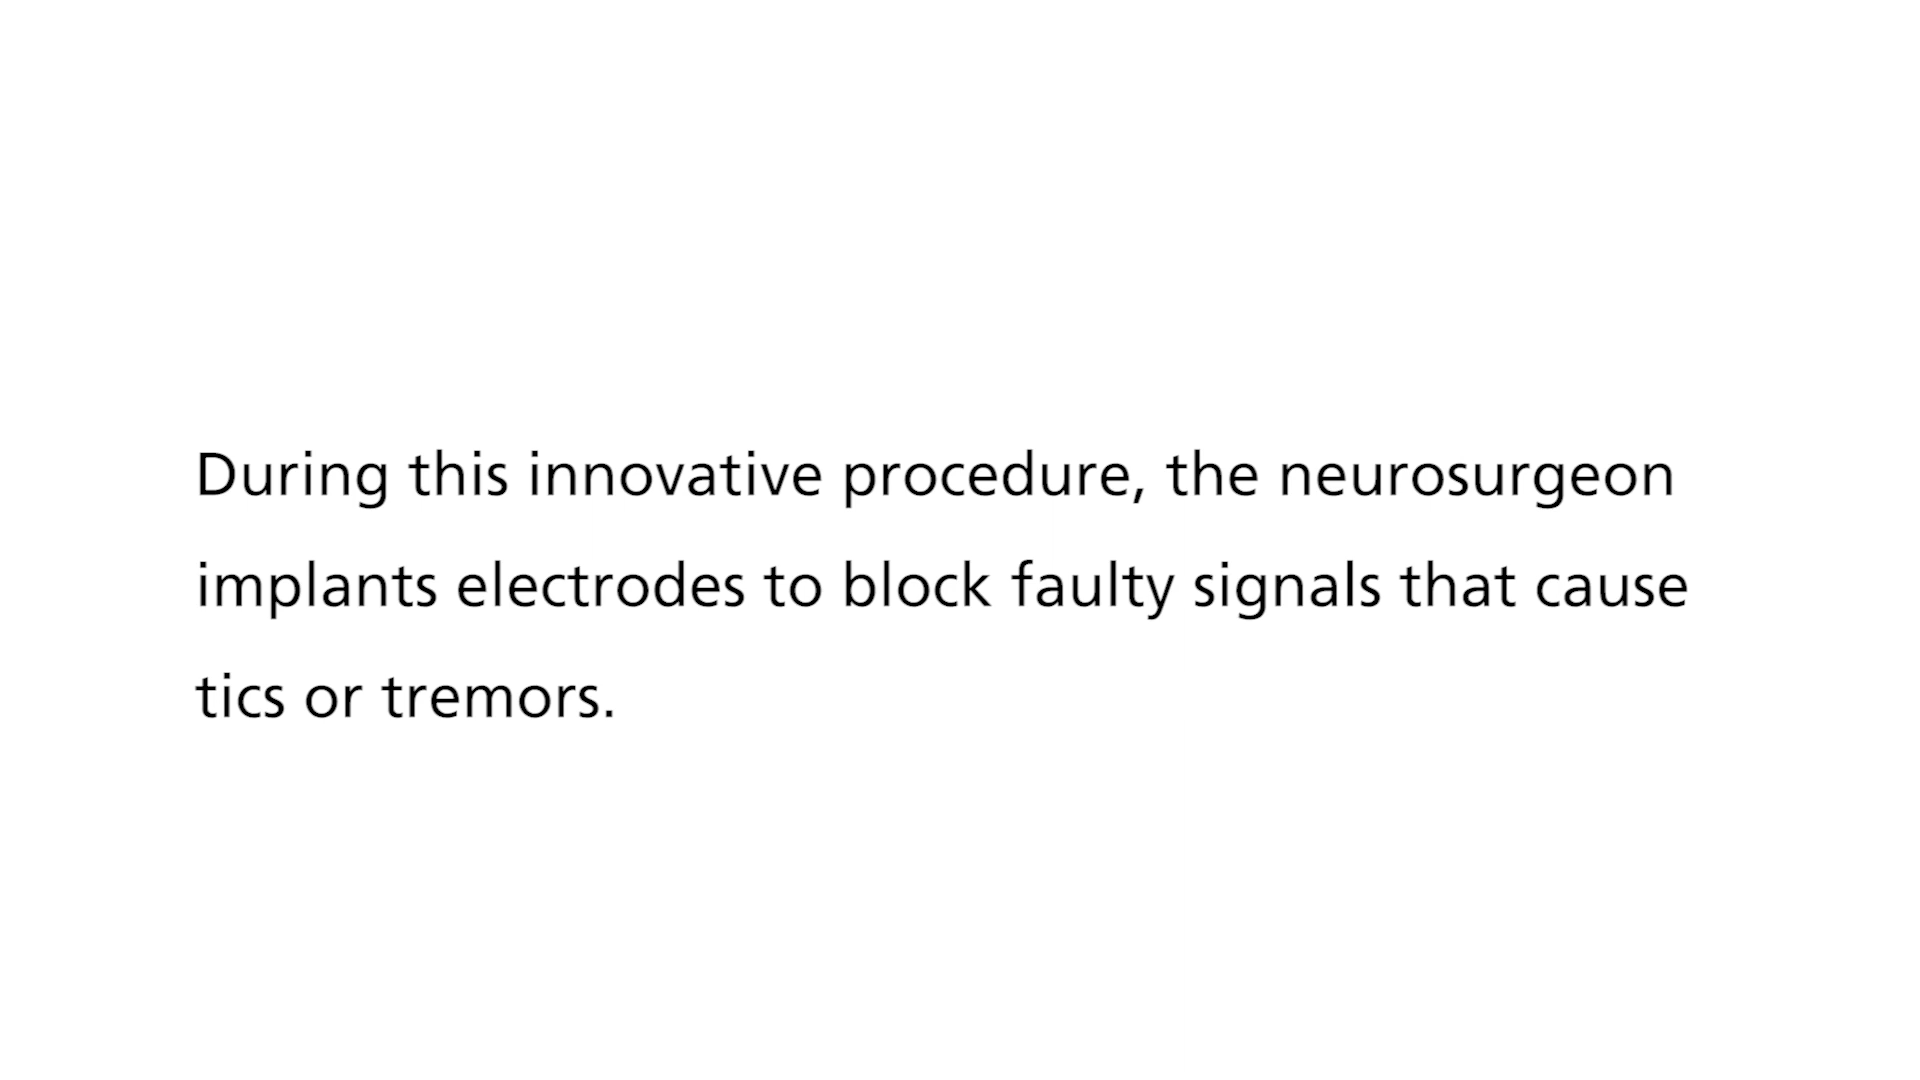 During this innovative procedure, the neurosurgeon
implants electrodes to block faulty signals that cause
tics or tremors.